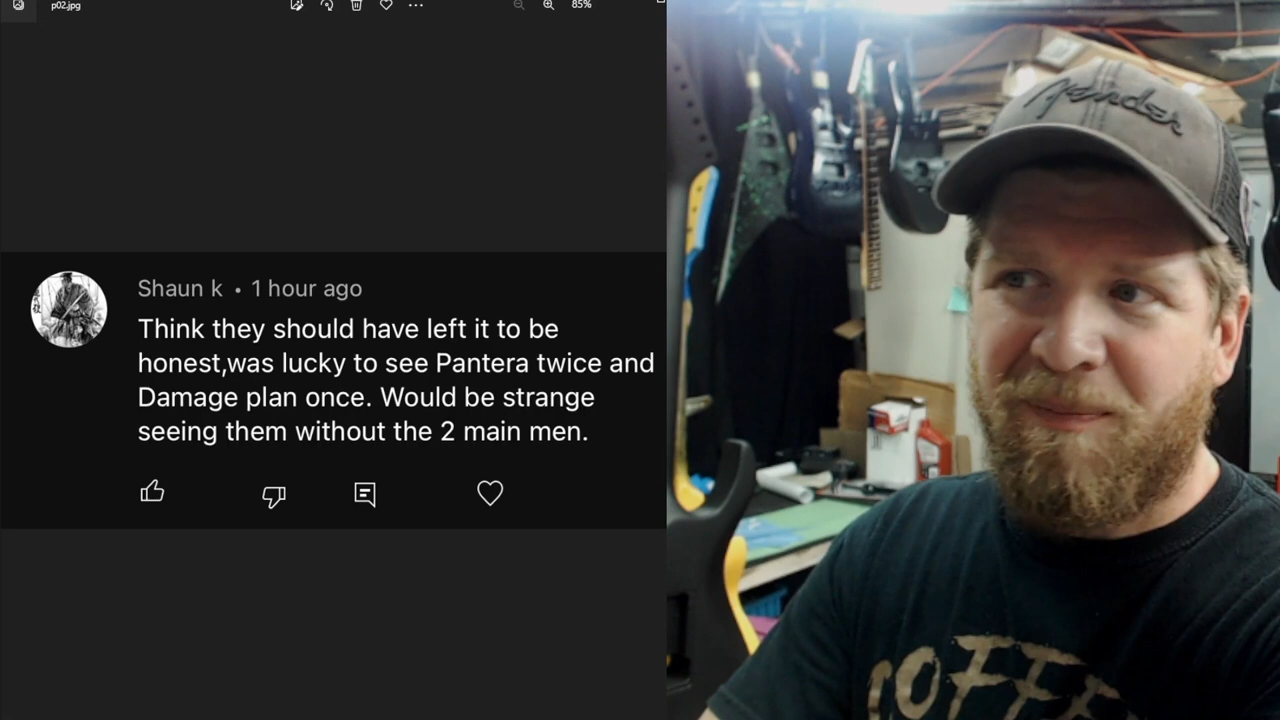 p02.jpg
85%
Shaun k • 1 hour ago
Think they should have left it to be
honest,was lucky to see Pantera twice and
Damage plan once. Would be strange
seeing them without the 2 main men.
Fender
COFFE